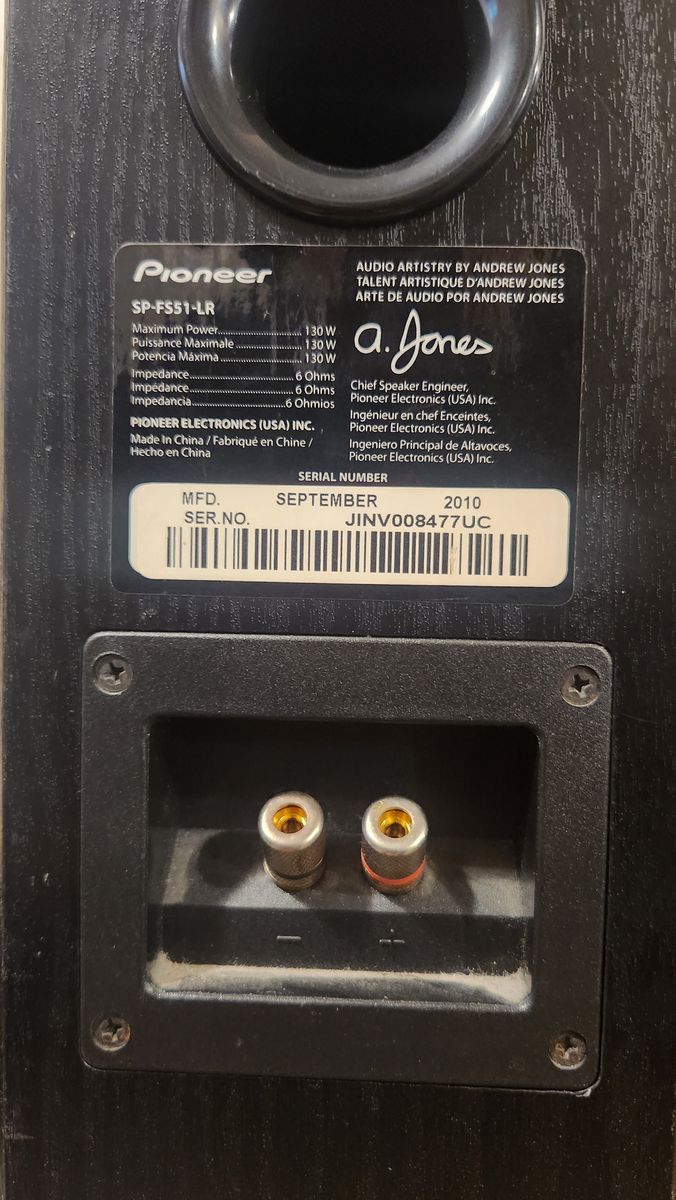 Pioneer
SP-FS51-LR
Maximum Power........................ 130 W
Puissance Maximale.................. 130 W
Potencia Máxima...................... 130 W
Impedance............................. 6 Ohms
Impédance............................. 6 Ohms
Impedancia...........................6 Ohmios
PIONEER ELECTRONICS (USA) INC.
Made In China / Fabriqué en Chine /
Hecho en China
AUDIO ARTISTRY BY ANDREW JONES
TALENT ARTISTIQUE D'ANDREW JONES
ARTE DE AUDIO POR ANDREW JONES
a. Jones
Chief Speaker Engineer,
Pioneer Electronics (USA) Inc.
Ingénieur en chef Enceintes,
Pioneer Electronics (USA) Inc.
Ingeniero Principal de Altavoces,
Pioneer Electronics (USA) Inc.
SERIAL NUMBER
MFD. SEPTEMBER 2010
SER.NO. JINV008477UC
− +